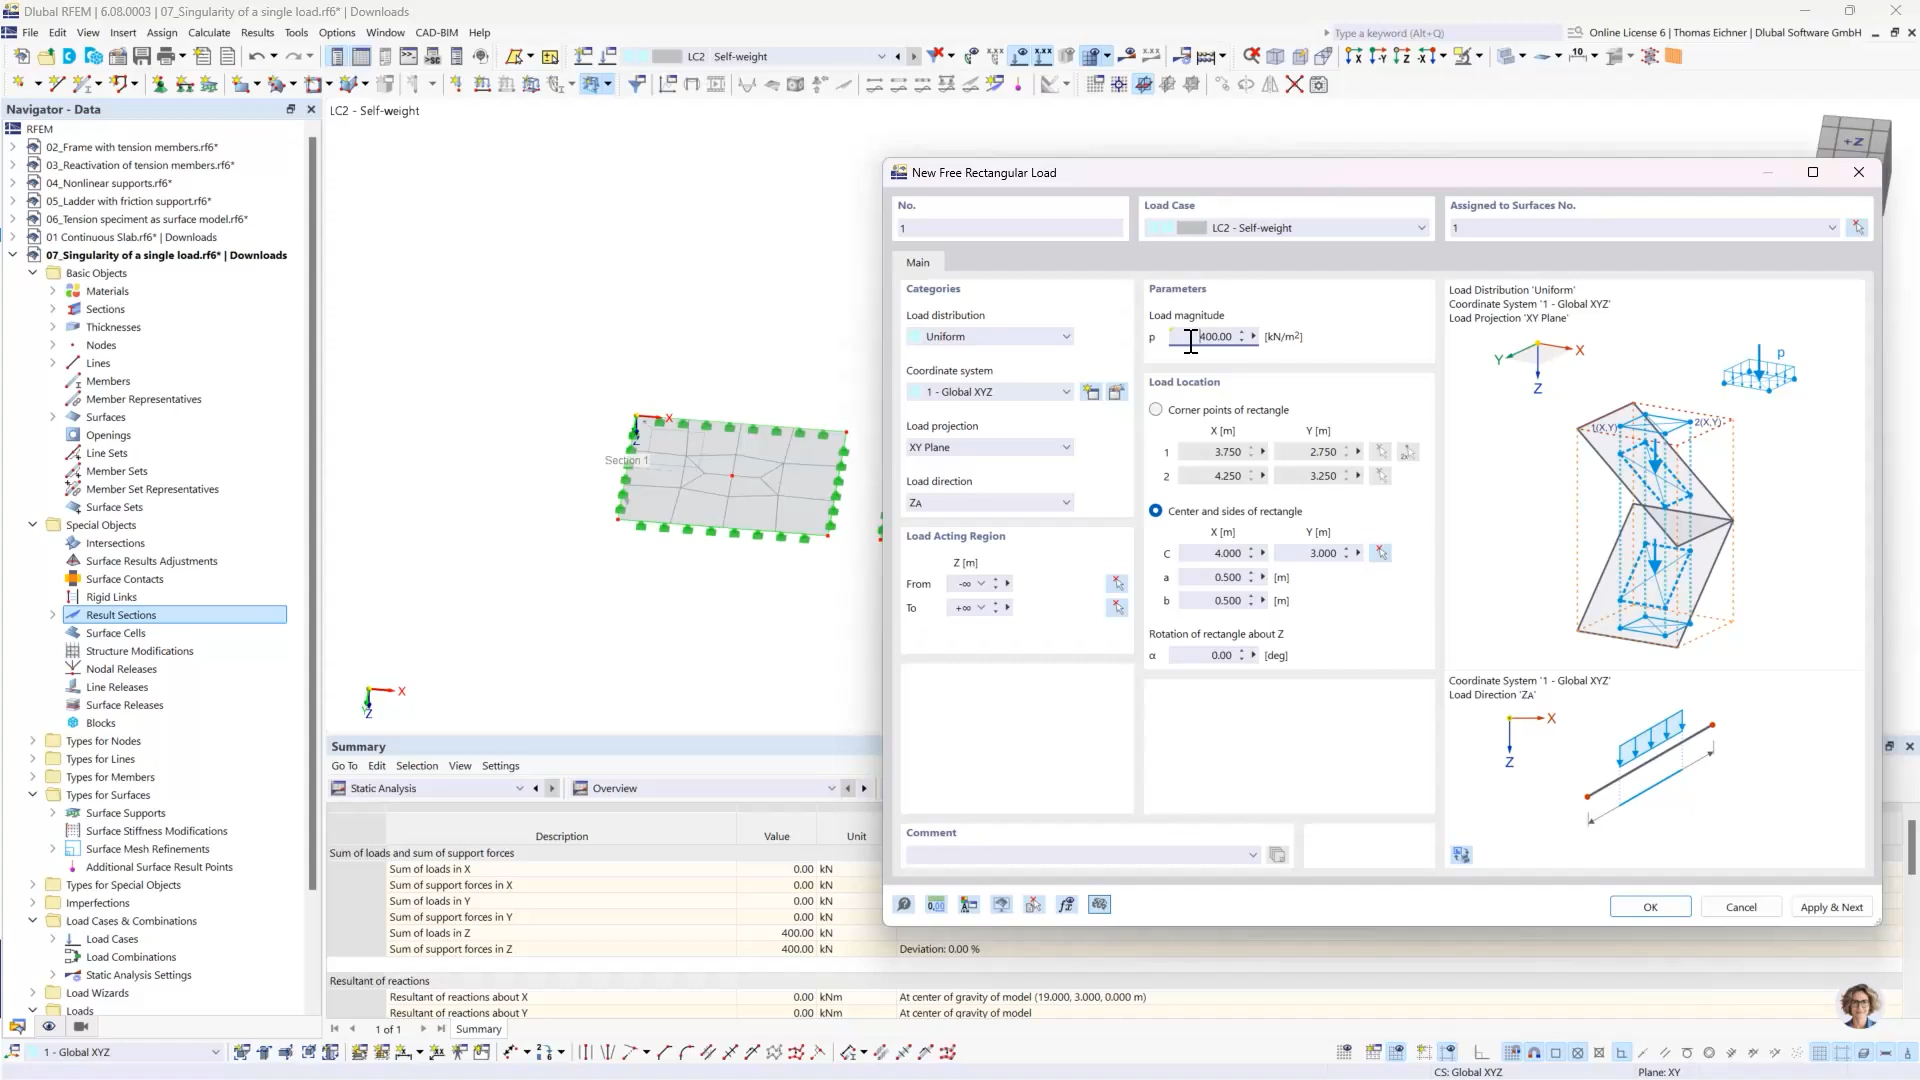 Dlubal RFEM | 6.08.0003 | 07_Singularity of a single load.rf6* | Downloads
File Edit View Insert Assign Calculate Results Tools Options Window CAD-BIM Help
Type a keyword (Alt+Q)
Online License 6 | Thomas Eichner | Dlubal Software GmbH
LC2 Self-weight
Navigator - Data
RFEM
02_Frame with tension members.rf6*
03_Reactivation of tension members.rf6*
04_Nonlinear supports.rf6*
05_Ladder with friction support.rf6*
06_Tension speciment as surface model.rf6*
01 Continuous Slab.rf6* | Downloads
07_Singularity of a single load.rf6* | Downloads
Basic Objects
Materials
Sections
Thicknesses
Nodes
Lines
Members
Member Representatives
Surfaces
Openings
Line Sets
Member Sets
Member Set Representatives
Surface Sets
Special Objects
Intersections
Surface Results Adjustments
Surface Contacts
Rigid Links
Result Sections
Surface Cells
Structure Modifications
Nodal Releases
Line Releases
Surface Releases
Blocks
Types for Nodes
Types for Lines
Types for Members
Types for Surfaces
Surface Supports
Surface Stiffness Modifications
Surface Mesh Refinements
Additional Surface Result Points
Types for Special Objects
Imperfections
Load Cases & Combinations
Load Cases
Load Combinations
Static Analysis Settings
Load Wizards
Loads
1 - Global XYZ
LC2 - Self-weight
X
Section 1
X
Z
+Z
Summary
Go To Edit Selection View Settings
Static Analysis
Overview
Description Value Unit
Sum of loads and sum of support forces
Sum of loads in X 0.00 kN
Sum of support forces in X 0.00 kN
Sum of loads in Y 0.00 kN
Sum of support forces in Y 0.00 kN
Sum of loads in Z 400.00 kN
Sum of support forces in Z 400.00 kN Deviation: 0.00 %
Resultant of reactions
Resultant of reactions about X 0.00 kNm At center of gravity of model (19.000, 3.000, 0.000 m)
Resultant of reactions about Y 0.00 kNm At center of gravity of model
1 of 1 Summary
New Free Rectangular Load
No.
1
Load Case
LC2 - Self-weight
Assigned to Surfaces No.
1
Main
Categories
Load distribution
Uniform
Coordinate system
1 - Global XYZ
Load projection
XY Plane
Load direction
ZA
Load Acting Region
Z [m]
From -∞
To +∞
Parameters
Load magnitude
p 400.00 [kN/m2]
Load Location
Corner points of rectangle
X [m] Y [m]
1 3.750 2.750
2 4.250 3.250
Center and sides of rectangle
X [m] Y [m]
C 4.000 3.000
a 0.500 [m]
b 0.500 [m]
Rotation of rectangle about Z
α 0.00 [deg]
Comment
Load Distribution 'Uniform'
Coordinate System '1 - Global XYZ'
Load Projection 'XY Plane'
Y X Z
p
1(X,Y) 2(X,Y)
Coordinate System '1 - Global XYZ'
Load Direction 'ZA'
X
Z
OK Cancel Apply & Next
CS: Global XYZ Plane: XY